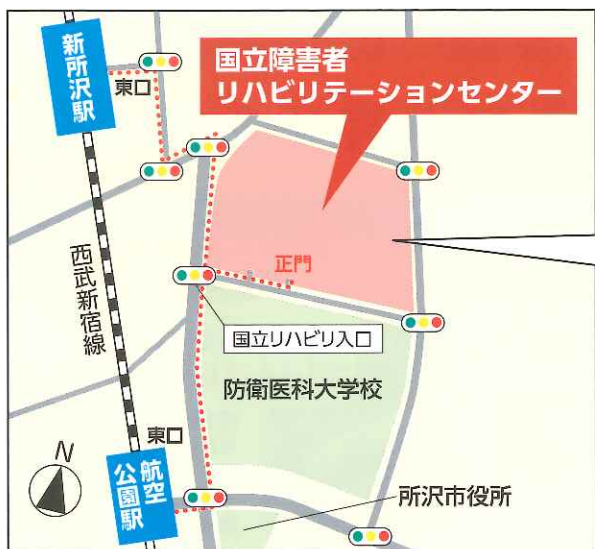 新所沢駅
東口
国立障害者
リハビリテーションセンター
西武新宿線
正門
国立リハビリ入口
防衛医科大学校
東口
N
航空
公園駅
所沢市役所